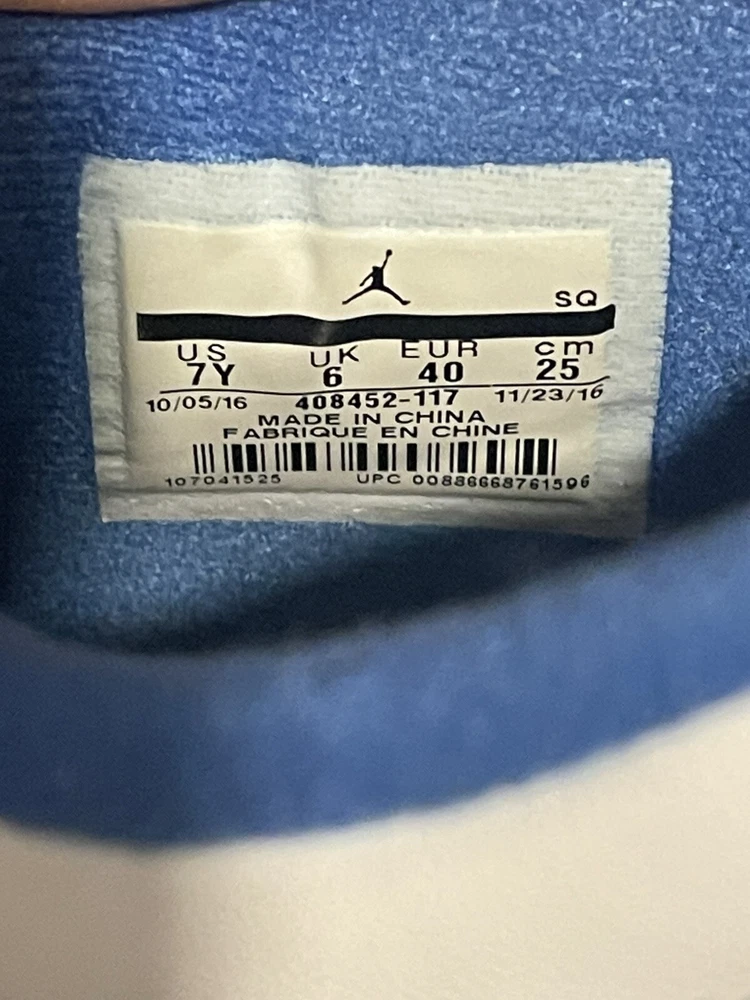 SQ
US UK EUR cm
7Y 6 40 25
10/05/16 408452-117 11/23/16
MADE IN CHINA
FABRIQUE EN CHINE
107041525 UPC 00886668761596